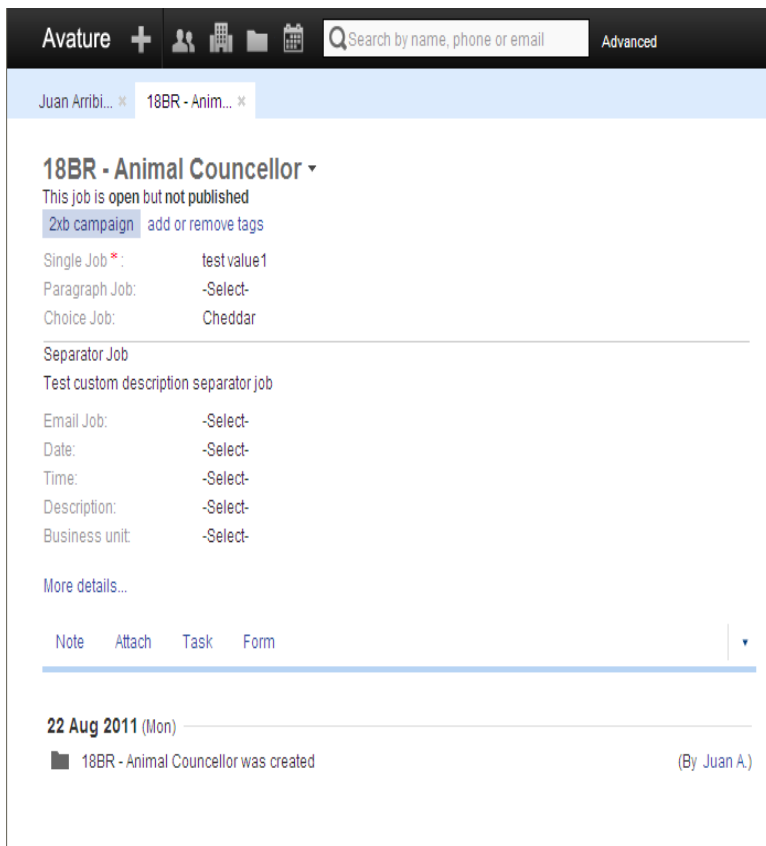 Avature Search by name, phone or email Advanced
Juan Arribi... × 18BR - Anim... ×
18BR - Animal Councellor
This job is open but not published
2xb campaign add or remove tags
Single Job * : test value1
Paragraph Job: -Select-
Choice Job: Cheddar
Separator Job
Test custom description separator job
Email Job: -Select-
Date: -Select-
Time: -Select-
Description: -Select-
Business unit: -Select-
More details...
Note Attach Task Form
22 Aug 2011 (Mon)
18BR - Animal Councellor was created (By Juan A.)